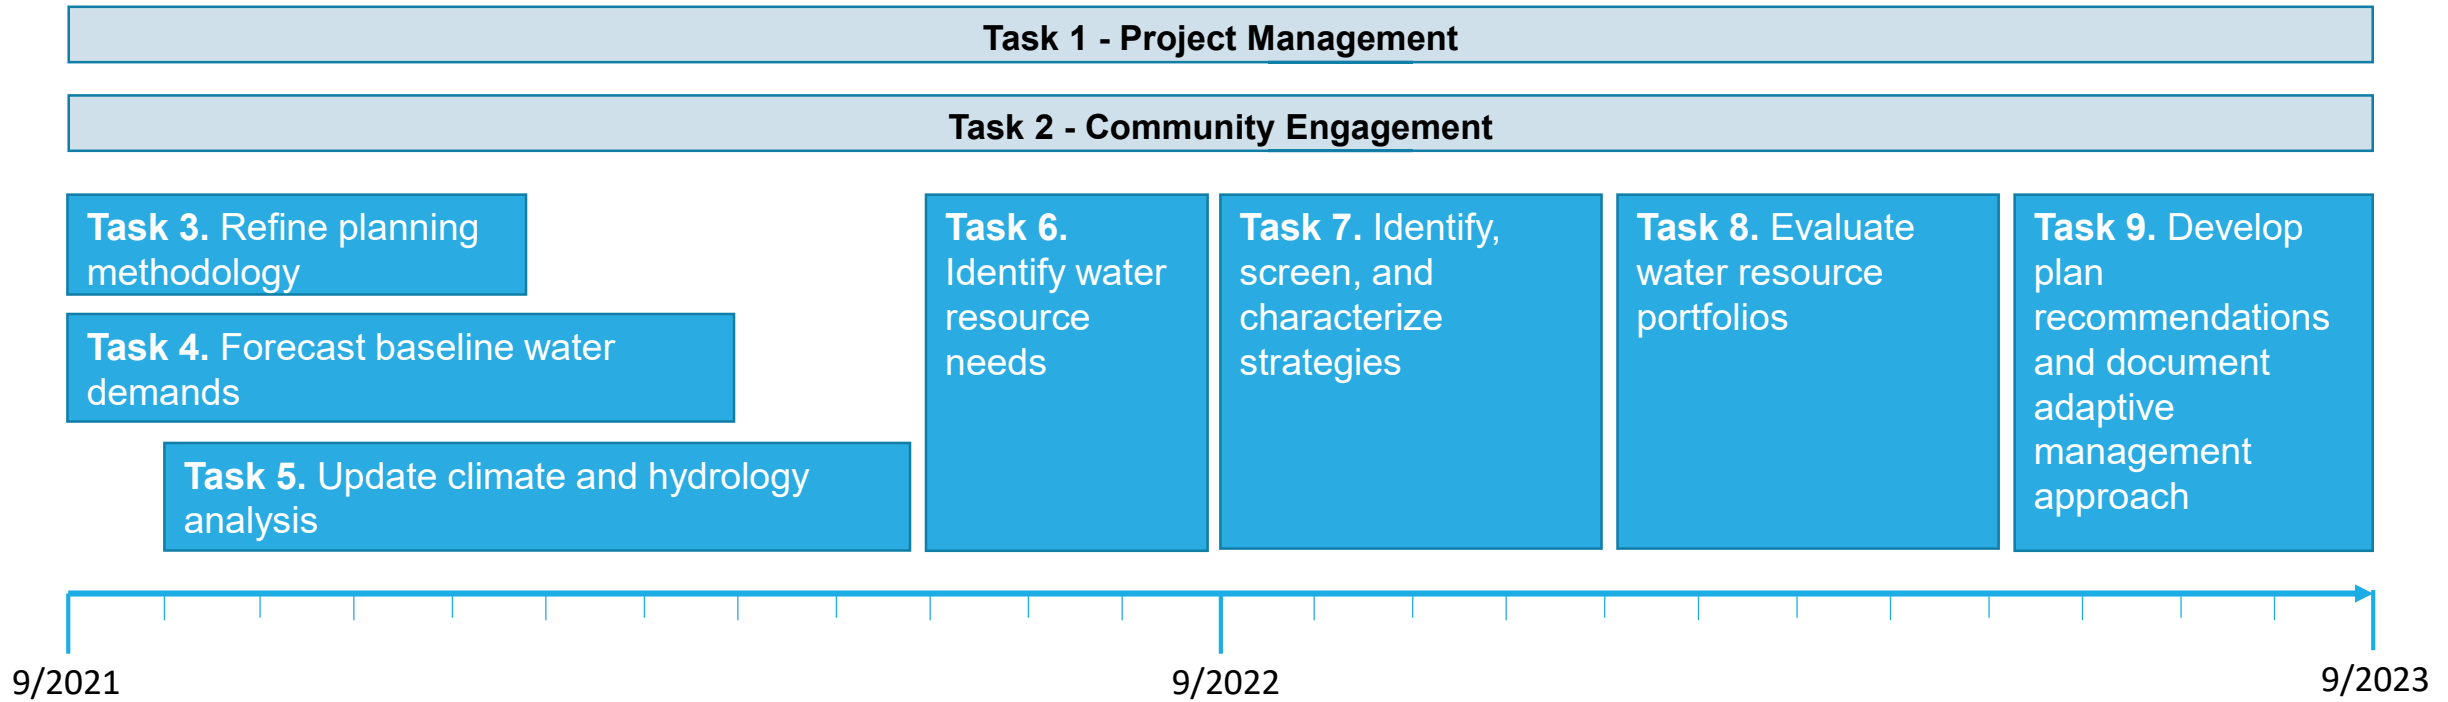 Task 1 - Project Management
Task 2 - Community Engagement
Task 3. Refine planning
methodology
Task 4. Forecast baseline water
demands
Task 5. Update climate and hydrology
analysis
Task 6.
Identify water
resource
needs
Task 7. Identify,
screen, and
characterize
strategies
Task 8. Evaluate
water resource
portfolios
Task 9. Develop
plan
recommendations
and document
adaptive
management
approach
9/2021
9/2022
9/2023